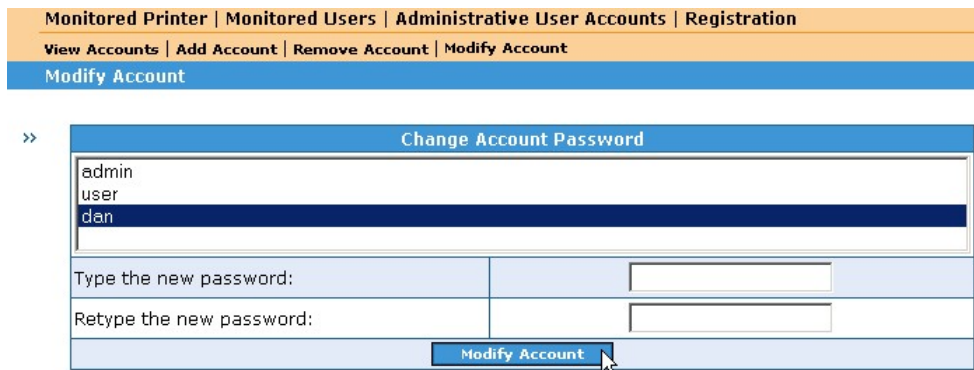 Monitored Printer | Monitored Users | Administrative User Accounts | Registration
View Accounts | Add Account | Remove Account | Modify Account
Modify Account
»
Change Account Password
admin
user
dan
Type the new password:
Retype the new password:
Modify Account